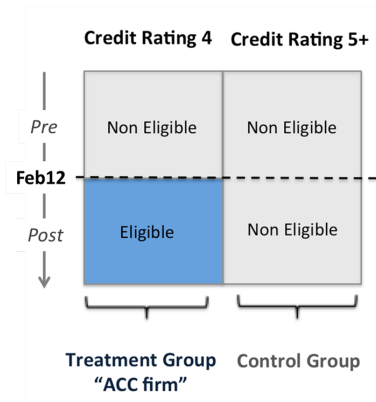 Credit Rating 4 Credit Rating 5+
Pre Non Eligible Non Eligible
Feb12
Post Eligible Non Eligible
Treatment Group Control Group
“ACC firm”